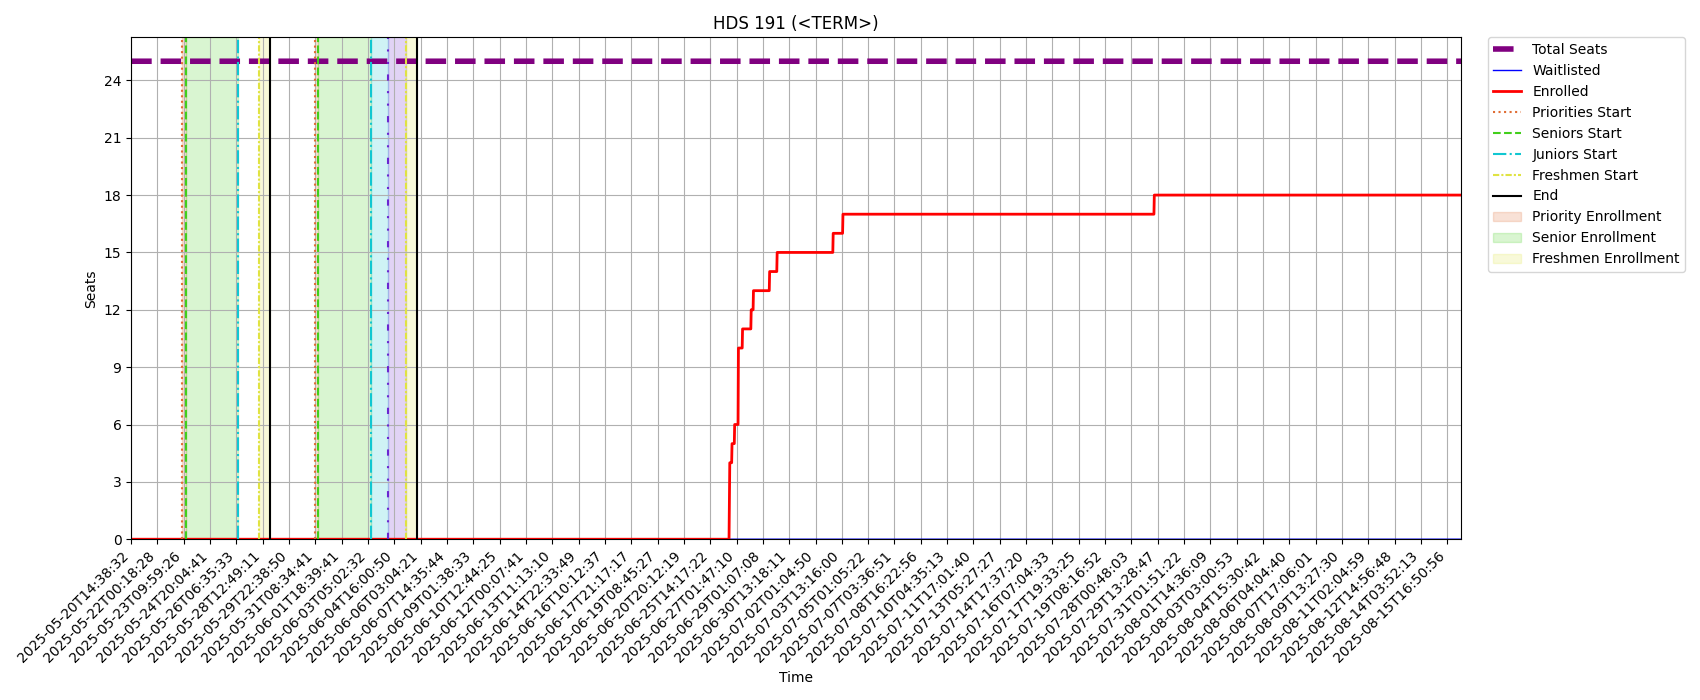 HDS 191 (<TERM>)
Total Seats
Waitlisted
Enrolled
Priorities Start
Seniors Start
Juniors Start
Freshmen Start
End
Priority Enrollment
Senior Enrollment
Freshmen Enrollment
Seats
24
21
18
15
12
9
6
3
0
2025-05-20T14:38:32
2025-05-22T00:18:28
2025-05-23T09:59:26
2025-05-24T20:04:41
2025-05-26T06:35:33
2025-05-28T12:49:11
2025-05-29T22:38:50
2025-05-31T08:34:41
2025-06-01T18:39:41
2025-06-03T05:02:32
2025-06-04T16:00:50
2025-06-06T03:04:21
2025-06-07T14:35:44
2025-06-09T01:38:33
2025-06-10T12:44:25
2025-06-12T00:07:41
2025-06-13T11:13:10
2025-06-14T22:33:49
2025-06-16T10:12:37
2025-06-17T21:17:17
2025-06-19T08:45:27
2025-06-20T20:12:19
2025-06-25T14:17:22
2025-06-27T01:47:10
2025-06-29T01:07:08
2025-06-30T13:18:11
2025-07-02T01:04:50
2025-07-03T13:16:00
2025-07-05T01:05:22
2025-07-07T03:36:51
2025-07-08T16:22:56
2025-07-10T04:35:13
2025-07-11T17:01:40
2025-07-13T05:27:27
2025-07-14T17:37:20
2025-07-16T07:04:33
2025-07-17T19:33:25
2025-07-19T08:16:52
2025-07-28T00:48:03
2025-07-29T13:28:47
2025-07-31T01:51:22
2025-08-01T14:36:09
2025-08-03T03:00:53
2025-08-04T15:30:42
2025-08-06T04:04:40
2025-08-07T17:06:01
2025-08-09T13:27:30
2025-08-11T02:04:59
2025-08-12T14:56:48
2025-08-14T03:52:13
2025-08-15T16:50:56
Time